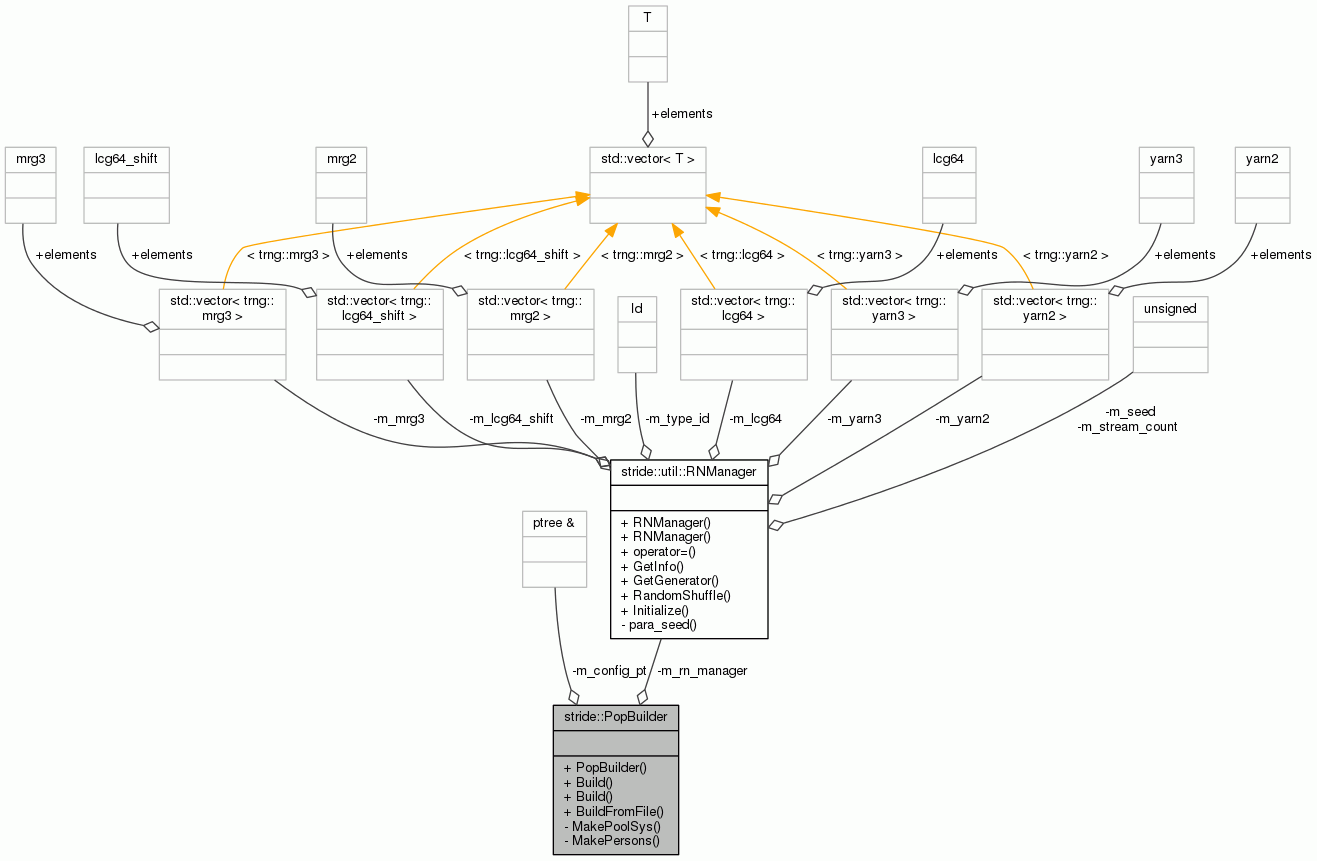 T
+elements
mrg3
lcg64_shift
mrg2
std::vector< T >
lcg64
yarn3
yarn2
+elements
+elements
+elements
+elements
+elements
+elements
< trng::mrg3 >
< trng::lcg64_shift >
< trng::mrg2 >
< trng::lcg64 >
< trng::yarn3 >
< trng::yarn2 >
std::vector< trng::
mrg3 >
std::vector< trng::
lcg64_shift >
std::vector< trng::
mrg2 >
Id
std::vector< trng::
lcg64 >
std::vector< trng::
yarn3 >
std::vector< trng::
yarn2 >
unsigned
-m_mrg3
-m_lcg64_shift
-m_mrg2
-m_type_id
-m_lcg64
-m_yarn3
-m_yarn2
-m_seed
-m_stream_count
stride::util::RNManager
+ RNManager()
+ RNManager()
+ operator=()
+ GetInfo()
+ GetGenerator()
+ RandomShuffle()
+ Initialize()
- para_seed()
ptree &
-m_config_pt
-m_rn_manager
stride::PopBuilder
+ PopBuilder()
+ Build()
+ Build()
+ BuildFromFile()
- MakePoolSys()
- MakePersons()